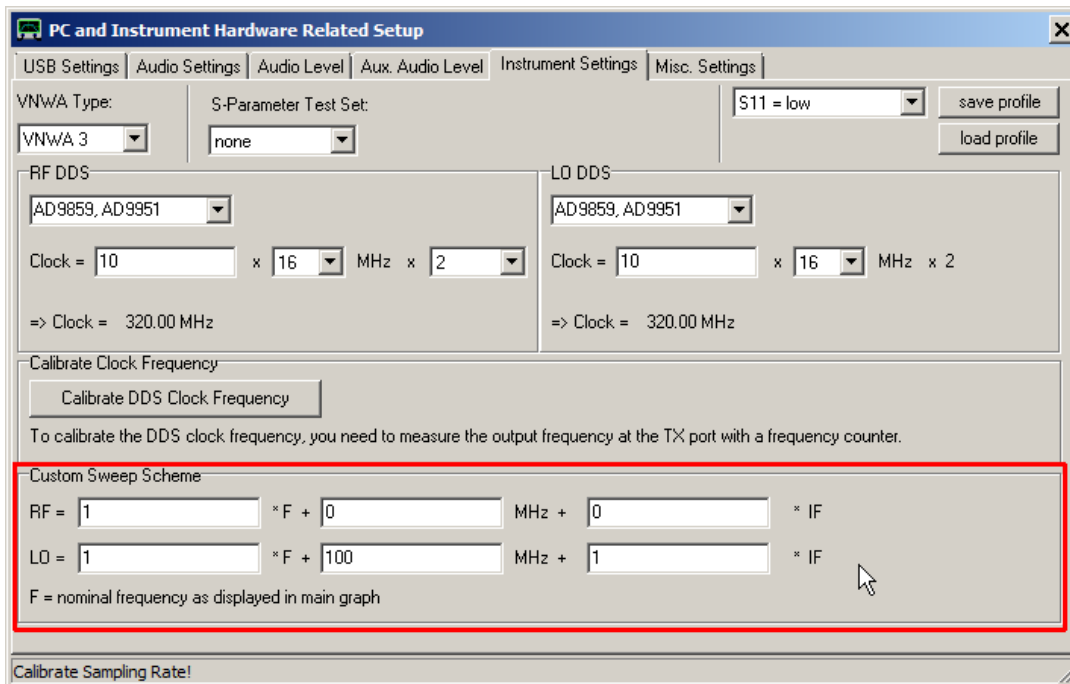 PC and Instrument Hardware Related Setup
USB Settings Audio Settings Audio Level Aux. Audio Level Instrument Settings Misc. Settings
VNWA Type: S-Parameter Test Set:
VNWA 3 none S11 = low save profile
load profile
RF DDS
AD9859, AD9951
Clock = 10 x 16 MHz x 2
=> Clock = 320.00 MHz
LO DDS
AD9859, AD9951
Clock = 10 x 16 MHz x 2
=> Clock = 320.00 MHz
Calibrate Clock Frequency
Calibrate DDS Clock Frequency
To calibrate the DDS clock frequency, you need to measure the output frequency at the TX port with a frequency counter.
Custom Sweep Scheme
RF = 1 * F + 0 MHz + 0 * IF
LO = 1 * F + 100 MHz + 1 * IF
F = nominal frequency as displayed in main graph
Calibrate Sampling Rate!